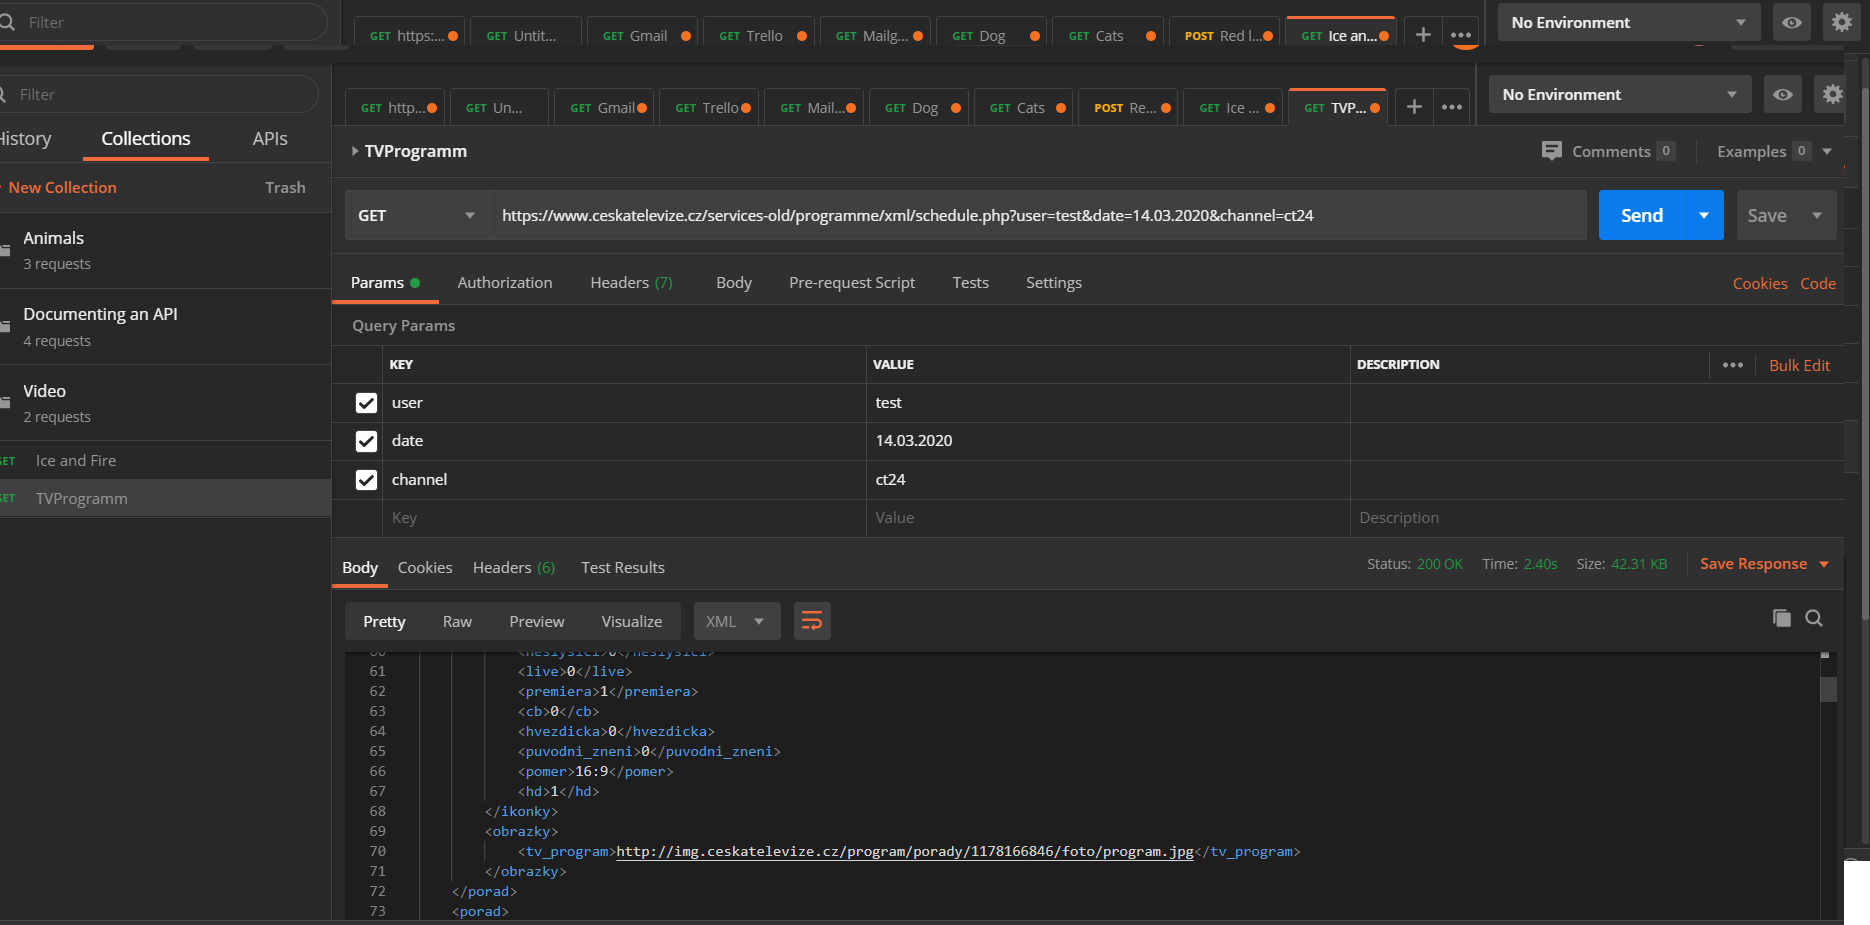 Filter
GET https:...
GET Untit...
GET Gmail
GET Trello
GET Mailg...
GET Dog
GET Cats
POST Red I...
GET Ice an...
+ •••
No Environment
Filter
GET http...
GET Un...
GET Gmail
GET Trello
GET Mail...
GET Dog
GET Cats
POST Re...
GET Ice ...
GET TVP...
+ •••
No Environment
History Collections APIs
New Collection Trash
Animals
3 requests
Documenting an API
4 requests
Video
2 requests
GET Ice and Fire
GET TVProgramm
TVProgramm
Comments 0 Examples 0
GET https://www.ceskatelevize.cz/services-old/programme/xml/schedule.php?user=test&date=14.03.2020&channel=ct24 Send Save
Params Authorization Headers (7) Body Pre-request Script Tests Settings Cookies Code
Query Params
KEY VALUE DESCRIPTION ••• Bulk Edit
user test
date 14.03.2020
channel ct24
Key Value Description
Body Cookies Headers (6) Test Results Status: 200 OK Time: 2.40s Size: 42.31 KB Save Response
Pretty Raw Preview Visualize XML
60 <neslysici>0</neslysici>
61 <live>0</live>
62 <premiera>1</premiera>
63 <cb>0</cb>
64 <hvezdicka>0</hvezdicka>
65 <puvodni_zneni>0</puvodni_zneni>
66 <pomer>16:9</pomer>
67 <hd>1</hd>
68 </ikonky>
69 <obrazky>
70 <tv_program>http://img.ceskatelevize.cz/program/porady/1178166846/foto/program.jpg</tv_program>
71 </obrazky>
72 </porad>
73 <porad>